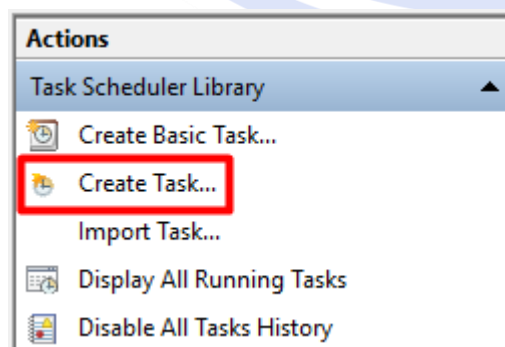 Actions
Task Scheduler Library
Create Basic Task...
Create Task...
Import Task...
Display All Running Tasks
Disable All Tasks History